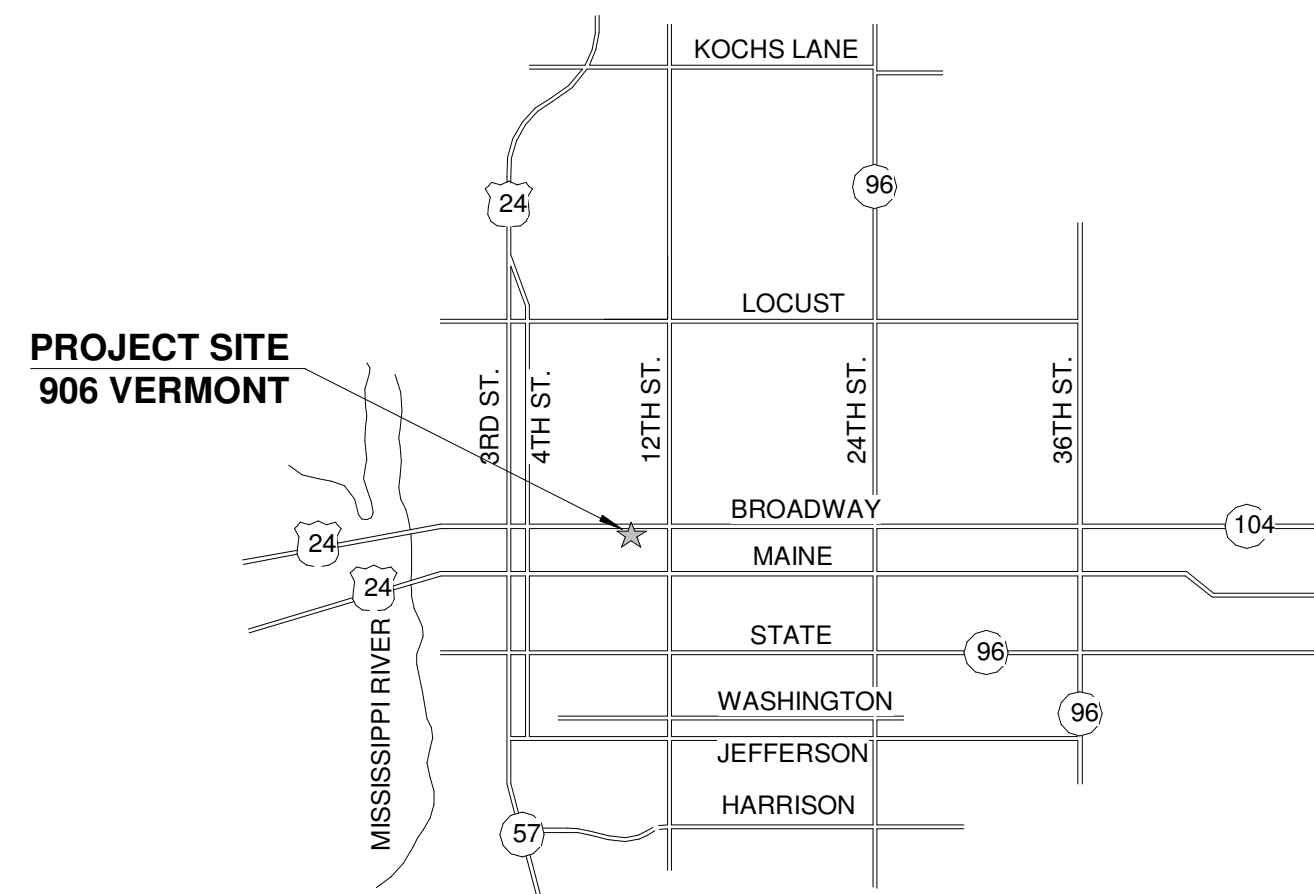 KOCHS LANE
96
24
LOCUST
PROJECT SITE
906 VERMONT
3RD ST.
4TH ST.
12TH ST.
24TH ST.
36TH ST.
BROADWAY
104
24
MAINE
24
STATE
96
MISSISSIPPI RIVER
WASHINGTON
96
JEFFERSON
HARRISON
57